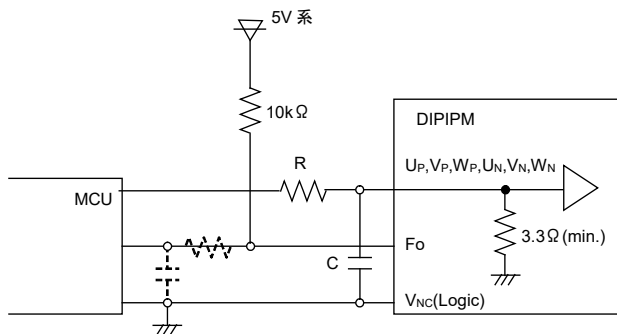 5V 系
10kΩ
DIPIPM
R
UP,VP,WP,UN,VN,WN
MCU
3.3Ω(min.)
Fo
C
VNC(Logic)